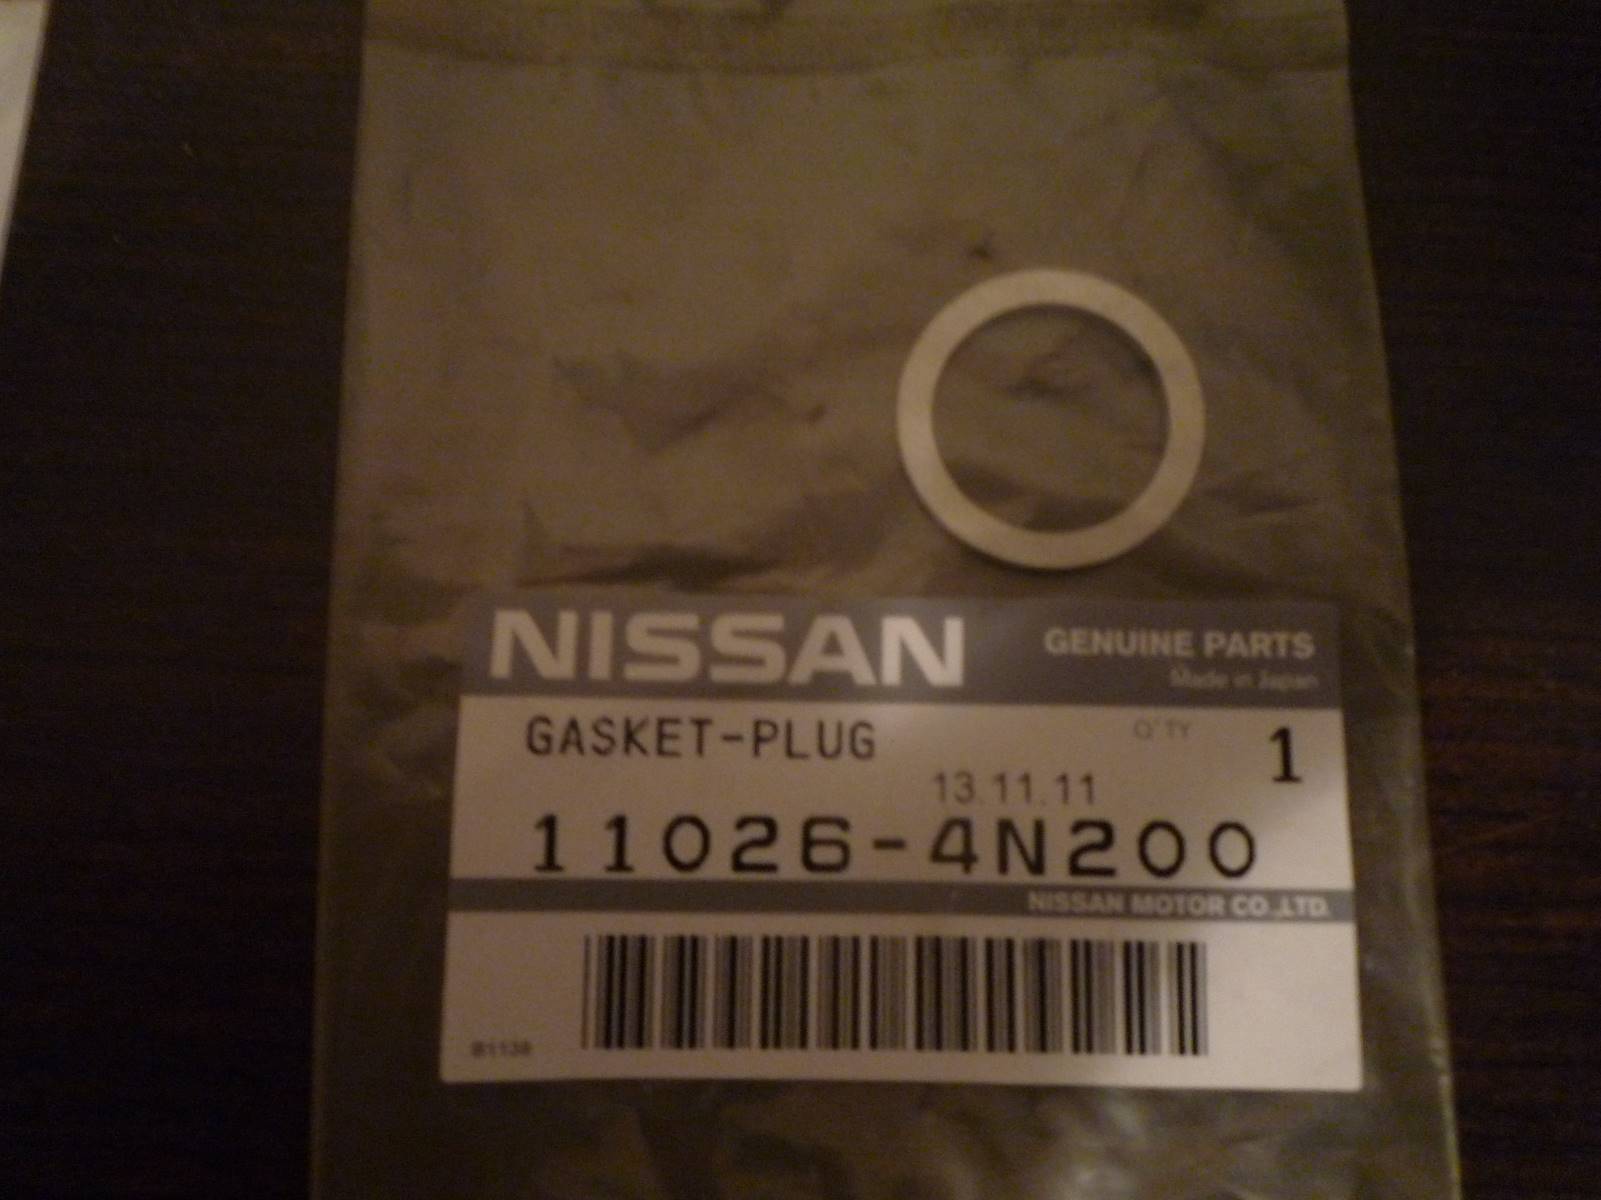 NISSAN GENUINE PARTS
Made in Japan
GASKET-PLUG Q'TY 1
13.11.11
11026-4N200
NISSAN MOTOR CO.,LTD.
B1138